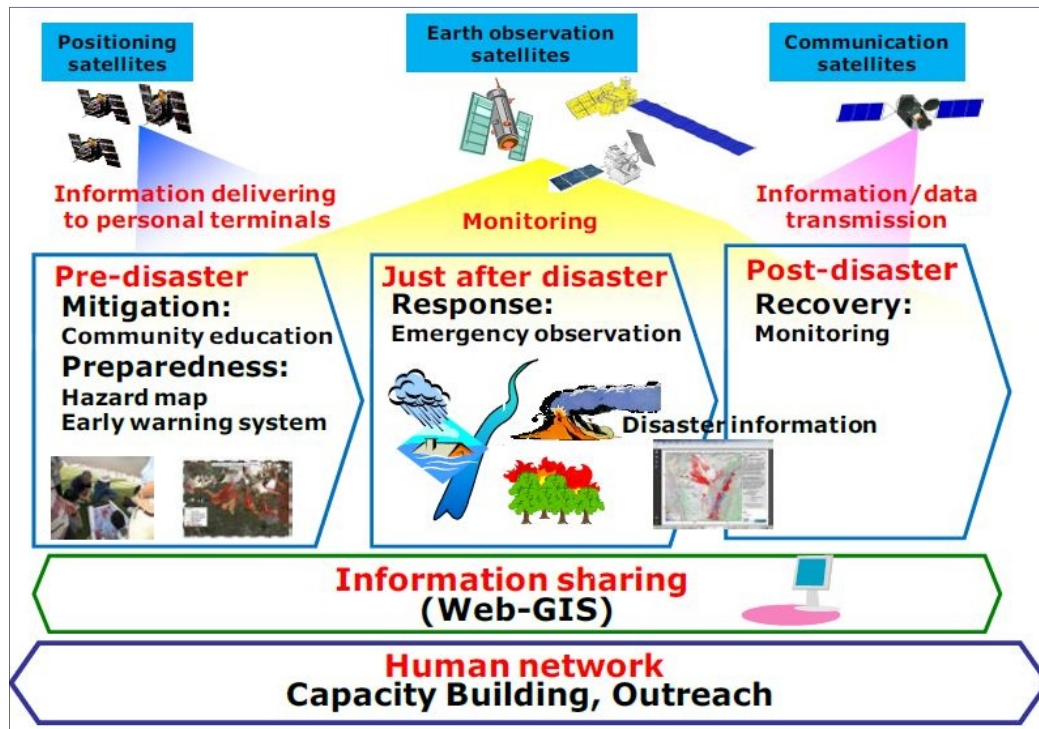 Positioning
satellites
Earth observation
satellites
Communication
satellites
Information delivering
to personal terminals
Monitoring
Information/data
transmission
Pre-disaster
Mitigation:
Community education
Preparedness:
Hazard map
Early warning system
Just after disaster
Response:
Emergency observation
Disaster information
Post-disaster
Recovery:
Monitoring
Information sharing
(Web-GIS)
Human network
Capacity Building, Outreach